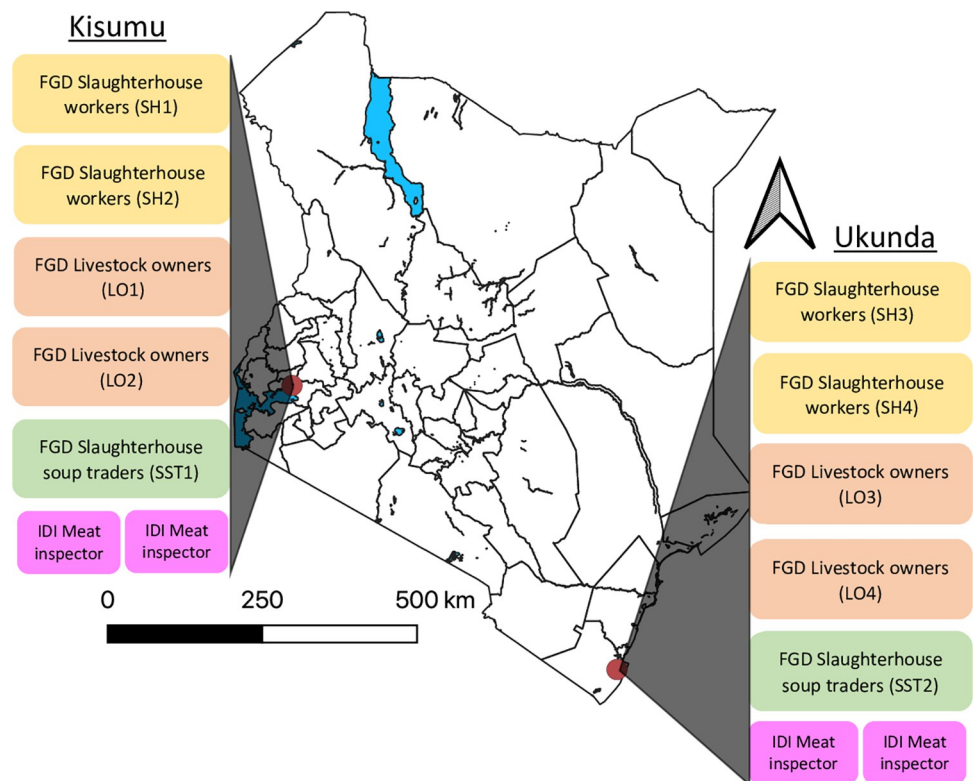 Kisumu
FGD Slaughterhouse
workers (SH1)
FGD Slaughterhouse
workers (SH2)
FGD Livestock owners
(LO1)
FGD Livestock owners
(LO2)
FGD Slaughterhouse
soup traders (SST1)
IDI Meat
inspector
IDI Meat
inspector
0 250 500 km
Ukunda
FGD Slaughterhouse
workers (SH3)
FGD Slaughterhouse
workers (SH4)
FGD Livestock owners
(LO3)
FGD Livestock owners
(LO4)
FGD Slaughterhouse
soup traders (SST2)
IDI Meat
inspector
IDI Meat
inspector